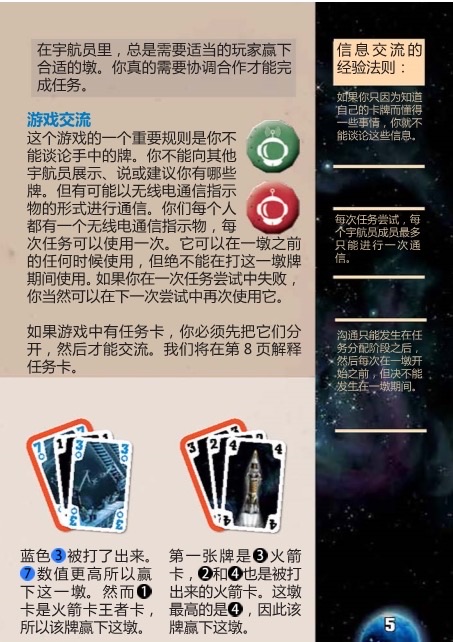 在宇航员里，总是需要适当的玩家赢下
合适的墩。你真的需要协调合作才能完
成任务。
游戏交流
这个游戏的一个重要规则是你不
能谈论手中的牌。你不能向其他
宇航员展示、说或建议你有哪些
牌。但有可能以无线电通信指示
物的形式进行通信。你们每个人
都有一个无线电通信指示物，每
次任务可以使用一次。它可以在一墩之前
的任何时候使用，但绝不能在打这一墩牌
期间使用。如果你在一次任务尝试中失败，
你当然可以在下一次尝试中再次使用它。
如果游戏中有任务卡，你必须先把它们分
开，然后才能交流。我们将在第 8 页解释
任务卡。
7 1 3
3
蓝色3被打了出来。
7数值更高所以赢
下这一墩。然而1
卡是火箭卡王者卡，
所以该牌赢下这墩。
3 2 4 4
4
第一张牌是3火箭
卡，2和4也是被打
出来的火箭卡。这墩
最高的是4，因此该
牌赢下这墩。
信息交流的
经验法则：
如果你只因为知道
自己的卡牌而懂得
一些事情，你就不
能谈论这些信息。
每次任务尝试，每
个宇航员成员最多
只能进行一次通
信。
沟通只能发生在任
务分配阶段之后，
然后每次在一墩开
始之前，但决不能
发生在一墩期间。
5